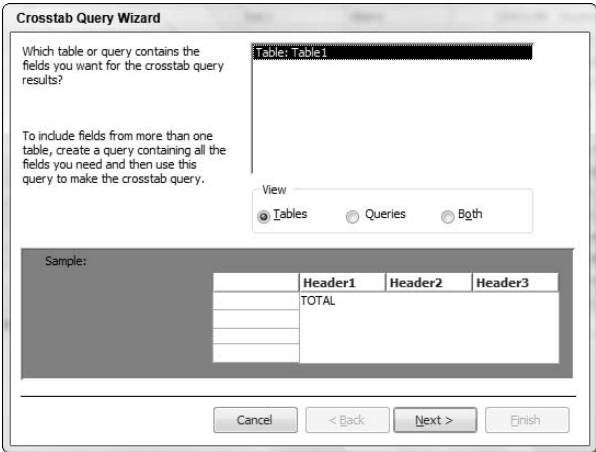 Crosstab Query Wizard
Which table or query contains the
fields you want for the crosstab query
results?
To include fields from more than one
table, create a query containing all the
fields you need and then use this
query to make the crosstab query.
Table: Table1
View
Tables Queries Both
Sample:
Header1 Header2 Header3
TOTAL
Cancel < Back Next > Finish